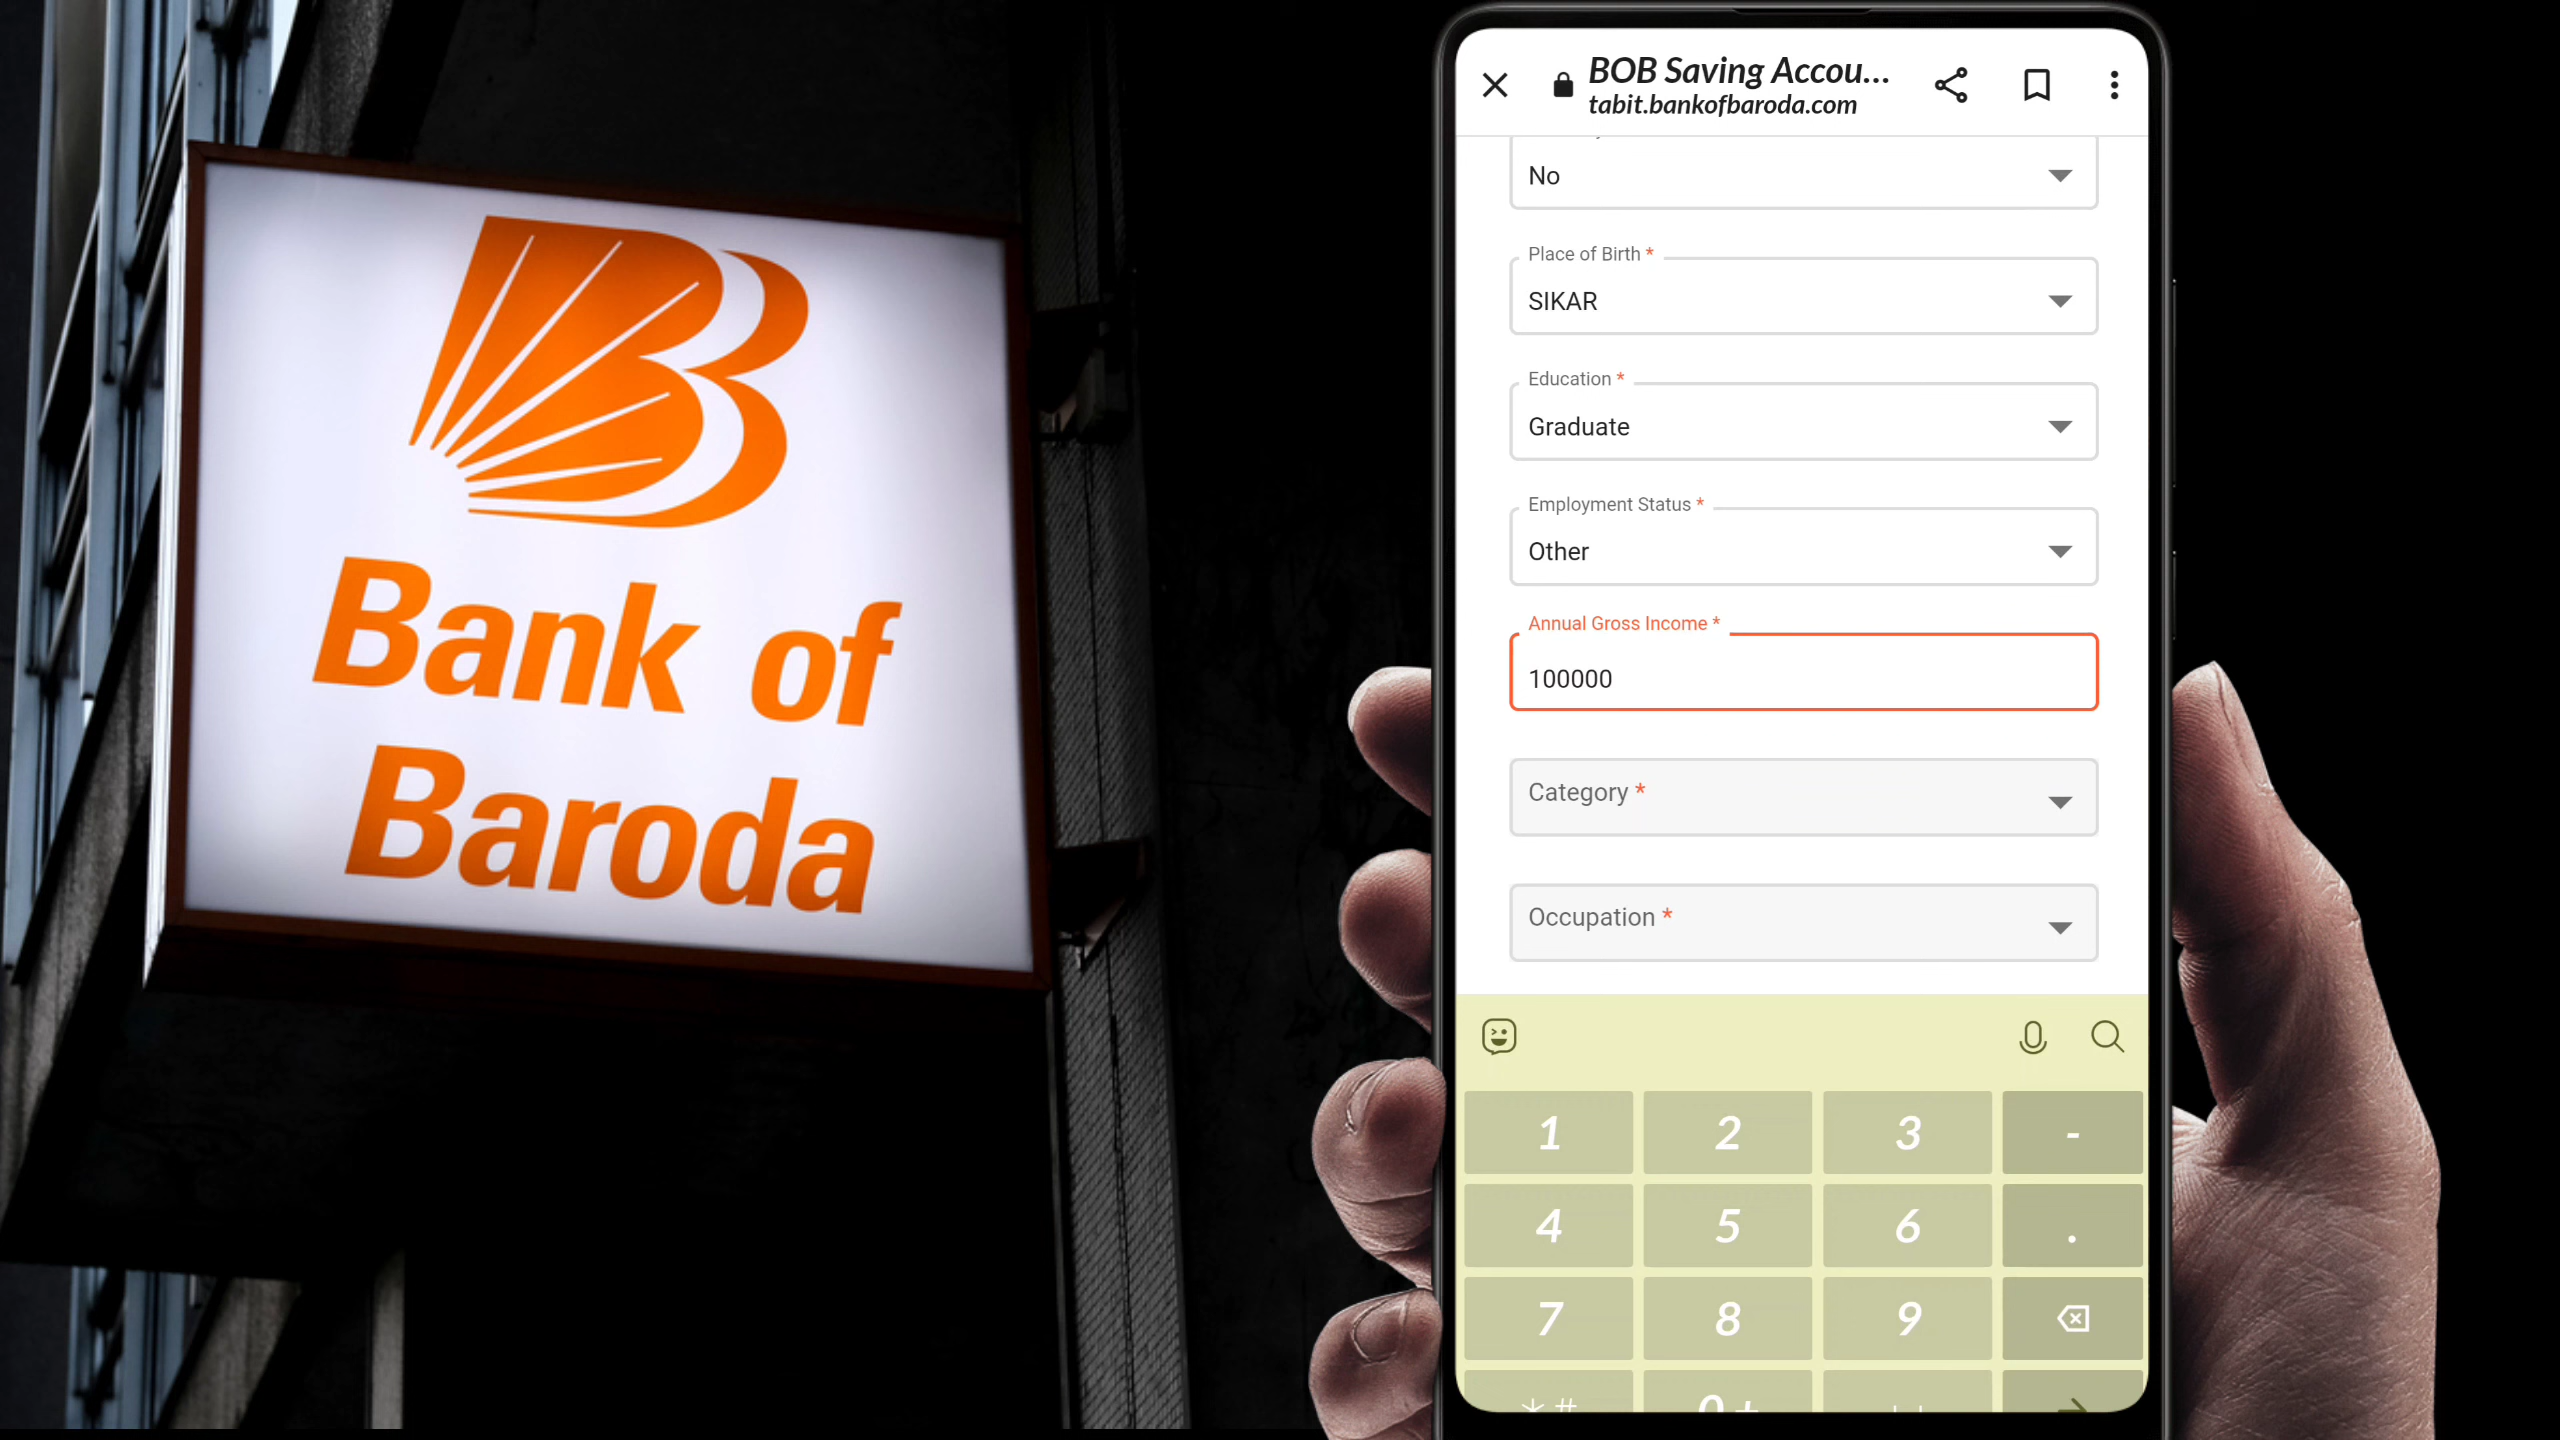 Bank of
Baroda
BOB Saving Accou...
tabit.bankofbaroda.com
No
Place of Birth *
SIKAR
Education *
Graduate
Employment Status *
Other
Annual Gross Income *
100000
Category *
Occupation *
1 2 3 -
4 5 6 .
7 8 9
* # 0 +